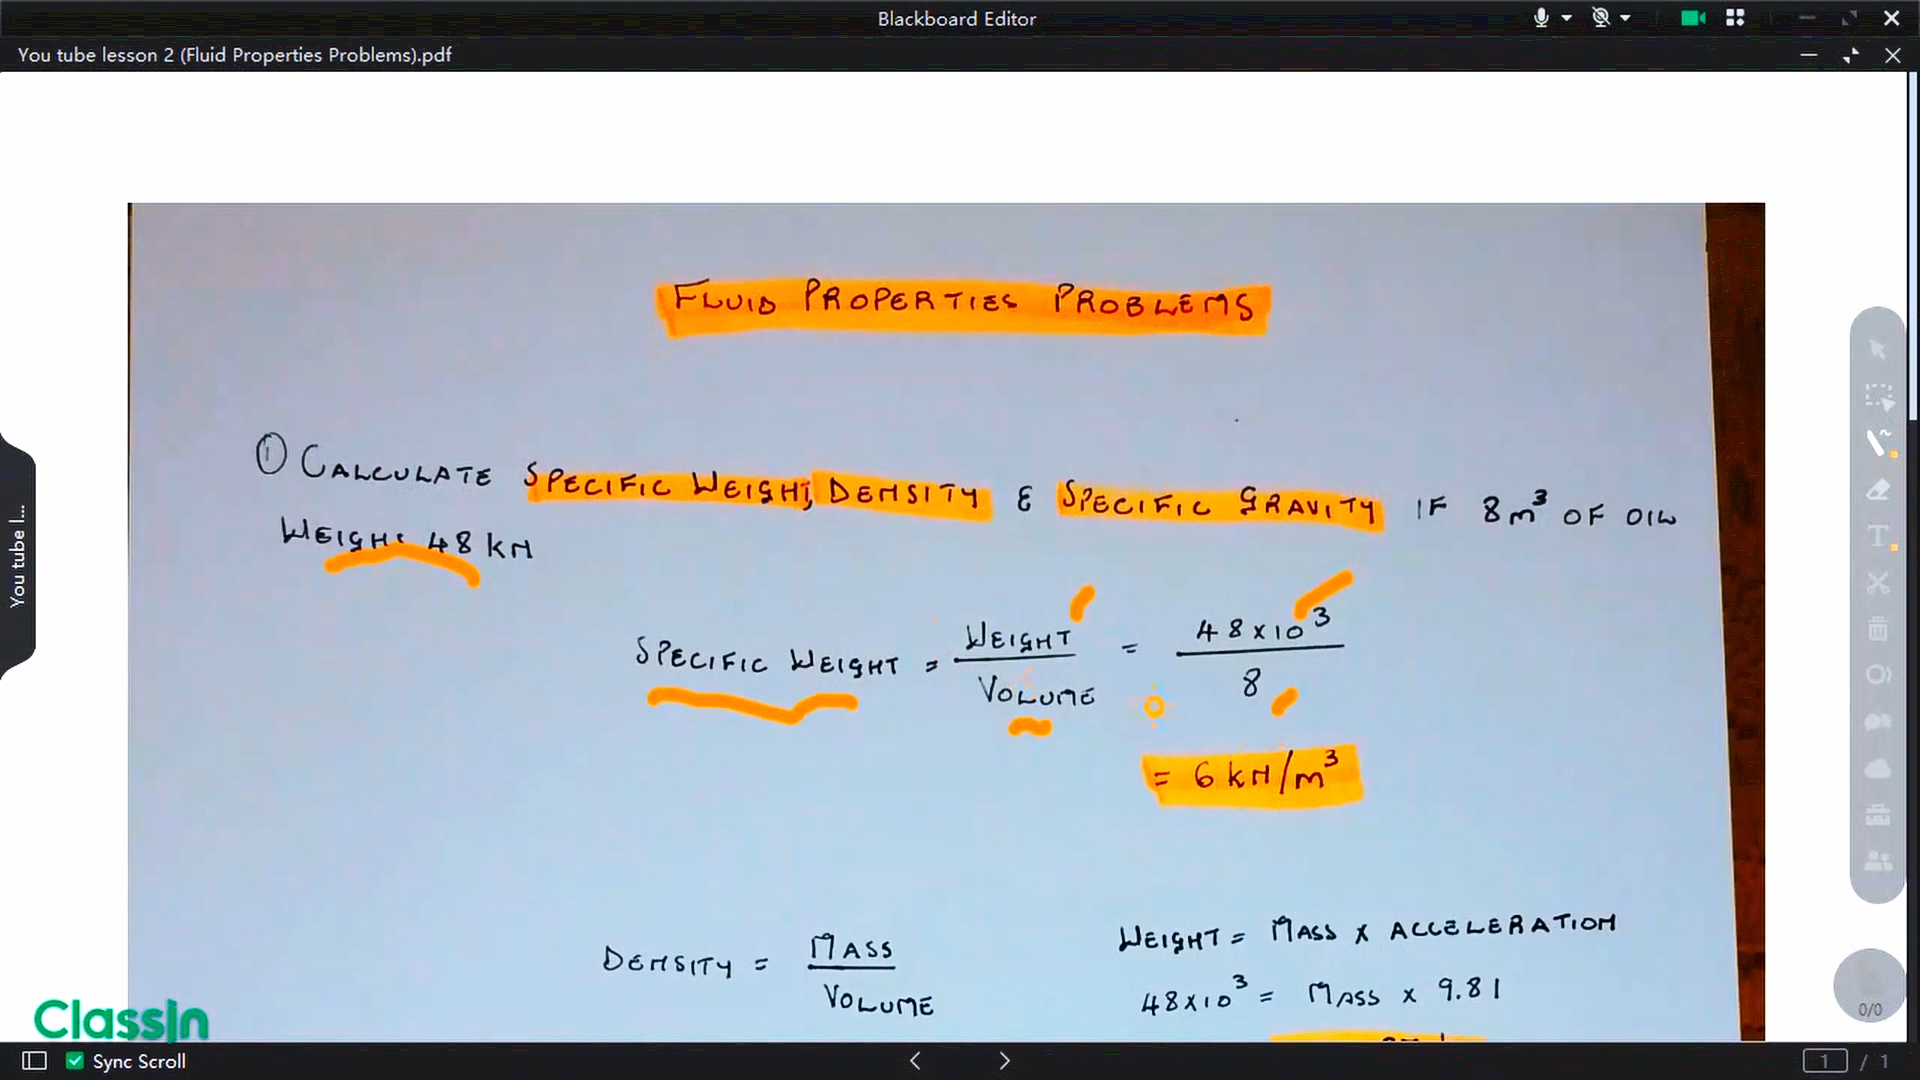 Blackboard Editor
You tube lesson 2 (Fluid Properties Problems).pdf
FLUID PROPERTIES PROBLEMS
① CALCULATE SPECIFIC WEIGHT, DENSITY & SPECIFIC GRAVITY IF 8m³ OF OIL
WEIGHS 48 kN
SPECIFIC WEIGHT = WEIGHT / VOLUME = 48x10³ / 8
= 6 kN/m³
DENSITY = MASS / VOLUME
WEIGHT = MASS x ACCELERATION
48x10³ = MASS x 9.81
You tube l...
T
0/0
ClassIn
Sync Scroll
1 / 1